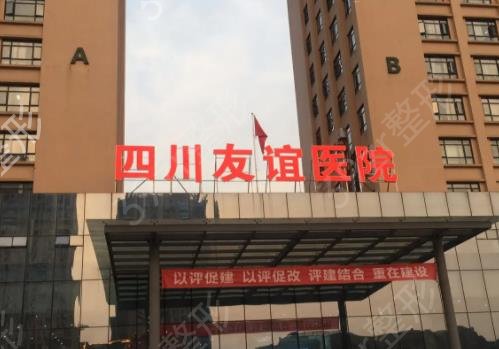 A
B
四川友谊医院
以评促建 以评促改 评建结合 重在建设